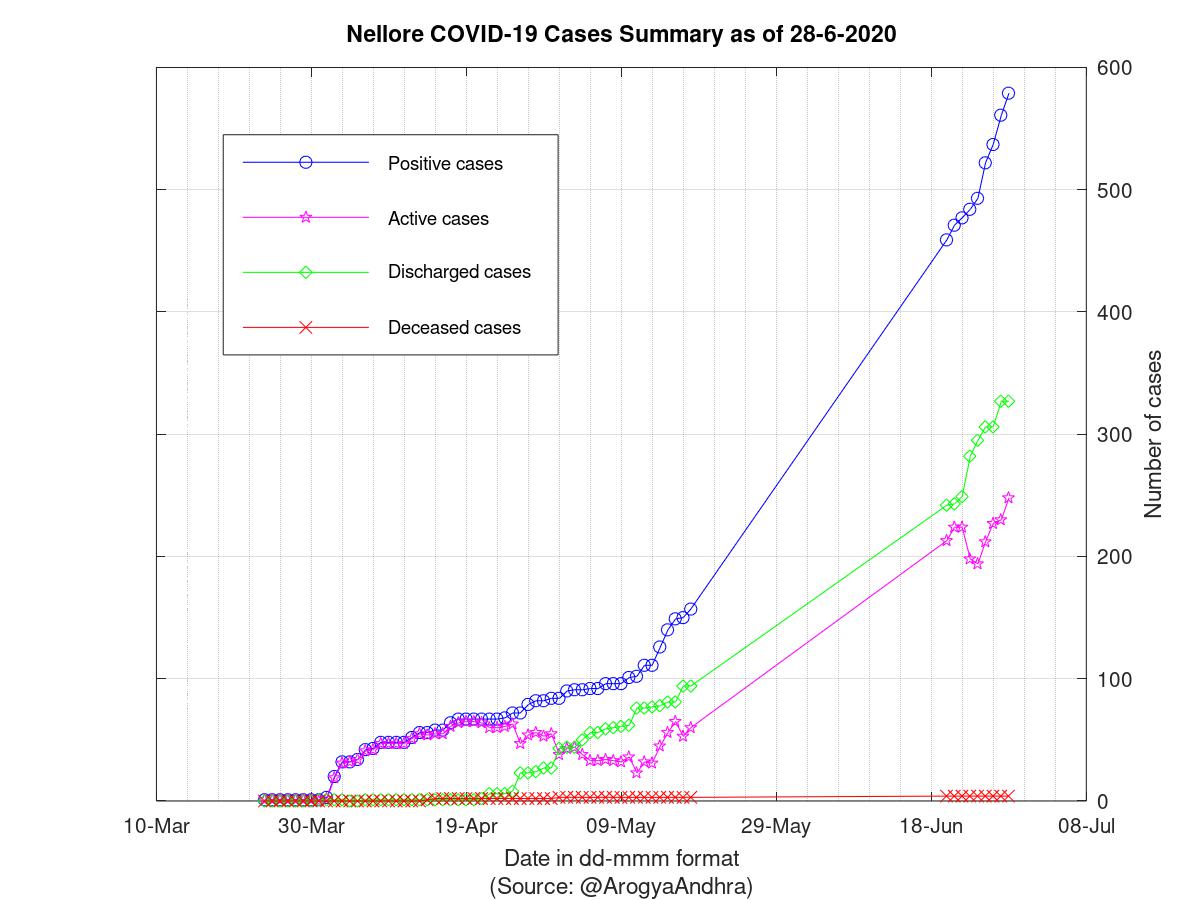 Nellore COVID-19 Cases Summary as of 28-6-2020
Positive cases
Active cases
Discharged cases
Deceased cases
600
500
400
300
200
100
0
Number of cases
10-Mar
30-Mar
19-Apr
09-May
29-May
18-Jun
08-Jul
Date in dd-mmm format
(Source: @ArogyaAndhra)